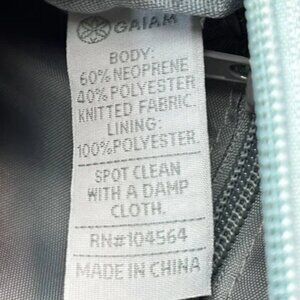 GAIAM
BODY:
60% NEOPRENE
40% POLYESTER
KNITTED FABRIC.
LINING:
100% POLYESTER.
SPOT CLEAN
WITH A DAMP
CLOTH.
RN#104564
MADE IN CHINA